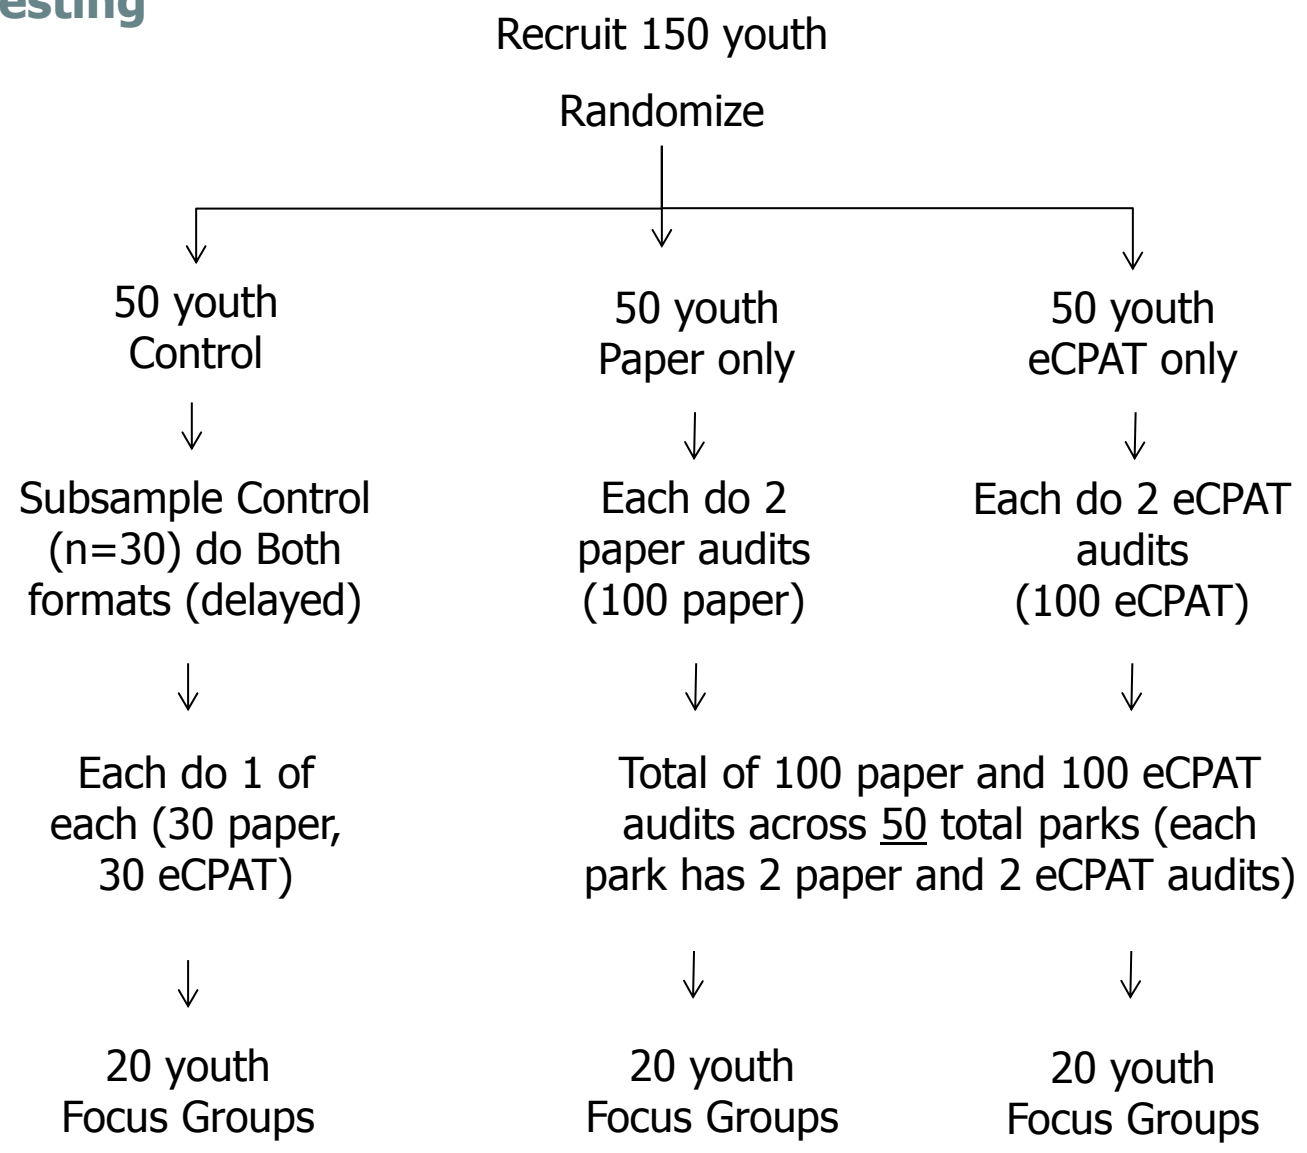 Recruit 150 youth
Randomize
50 youth
Control
50 youth
Paper only
50 youth
eCPAT only
Subsample Control
(n=30) do Both
formats (delayed)
Each do 2
paper audits
(100 paper)
Each do 2 eCPAT
audits
(100 eCPAT)
Each do 1 of
each (30 paper,
30 eCPAT)
Total of 100 paper and 100 eCPAT
audits across 50 total parks (each
park has 2 paper and 2 eCPAT audits)
20 youth
Focus Groups
20 youth
Focus Groups
20 youth
Focus Groups